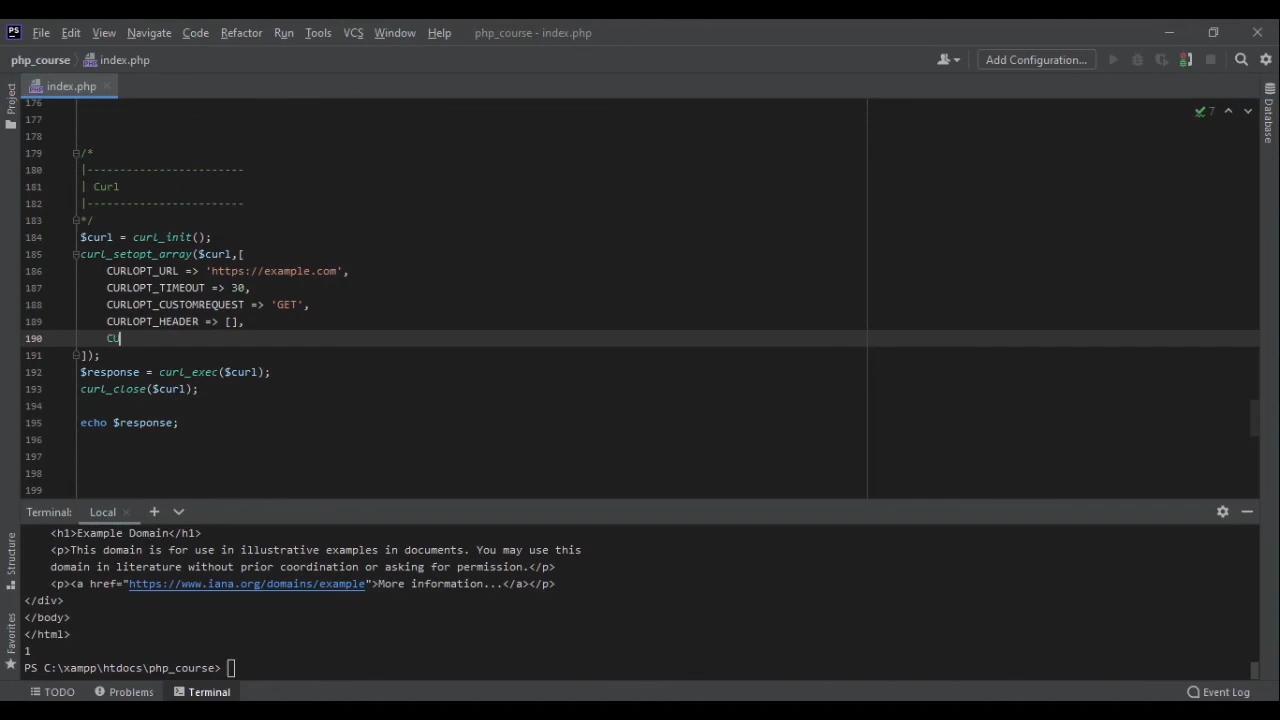 PS File Edit View Navigate Code Refactor Run Tools VCS Window Help php_course - index.php
php_course index.php Add Configuration...
Project
index.php
Database
7
176
177
178
179 /*
180 |------------------------
181 | Curl
182 |------------------------
183 */
184 $curl = curl_init();
185 curl_setopt_array($curl,[
186 CURLOPT_URL => 'https://example.com',
187 CURLOPT_TIMEOUT => 30,
188 CURLOPT_CUSTOMREQUEST => 'GET',
189 CURLOPT_HEADER => [],
190 CU
191 ]);
192 $response = curl_exec($curl);
193 curl_close($curl);
194
195 echo $response;
196
197
198
199
Terminal: Local
Structure
Favorites
<h1>Example Domain</h1>
<p>This domain is for use in illustrative examples in documents. You may use this
domain in literature without prior coordination or asking for permission.</p>
<p><a href="https://www.iana.org/domains/example">More information...</a></p>
</div>
</body>
</html>
1
PS C:\xampp\htdocs\php_course>
TODO Problems Terminal Event Log